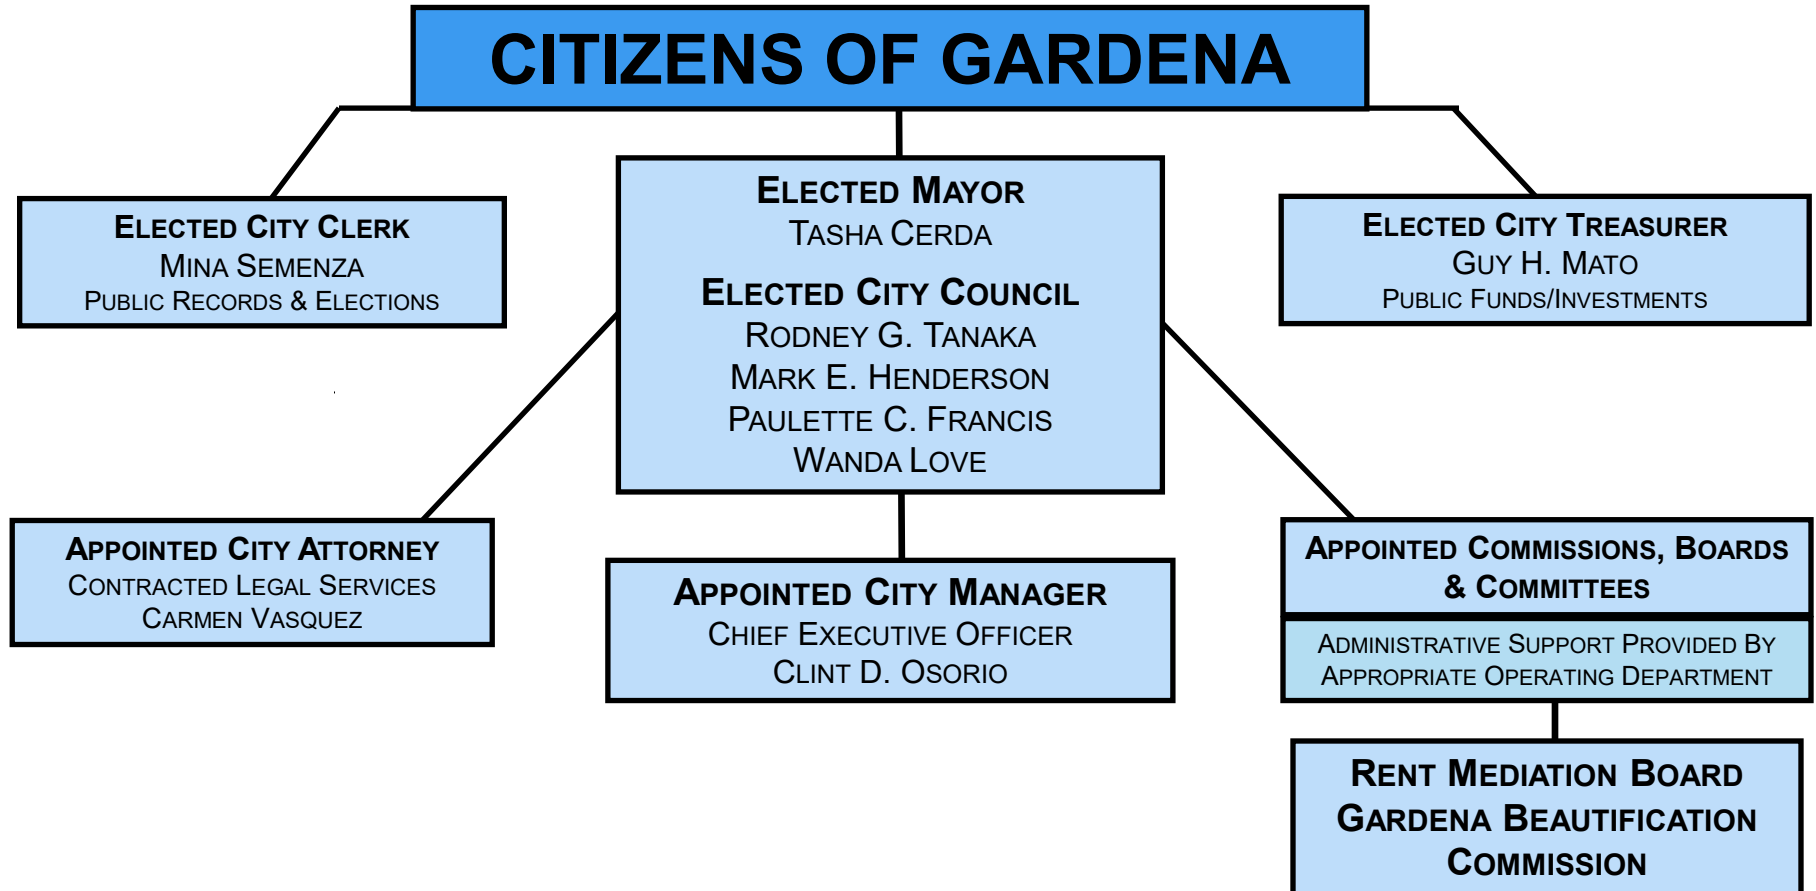 CITIZENS OF GARDENA
ELECTED CITY CLERK
MINA SEMENZA
PUBLIC RECORDS & ELECTIONS
ELECTED MAYOR
TASHA CERDA
ELECTED CITY COUNCIL
RODNEY G. TANAKA
MARK E. HENDERSON
PAULETTE C. FRANCIS
WANDA LOVE
ELECTED CITY TREASURER
GUY H. MATO
PUBLIC FUNDS/INVESTMENTS
APPOINTED CITY ATTORNEY
CONTRACTED LEGAL SERVICES
CARMEN VASQUEZ
APPOINTED CITY MANAGER
CHIEF EXECUTIVE OFFICER
CLINT D. OSORIO
APPOINTED COMMISSIONS, BOARDS
& COMMITTEES
ADMINISTRATIVE SUPPORT PROVIDED BY
APPROPRIATE OPERATING DEPARTMENT
RENT MEDIATION BOARD
GARDENA BEAUTIFICATION
COMMISSION